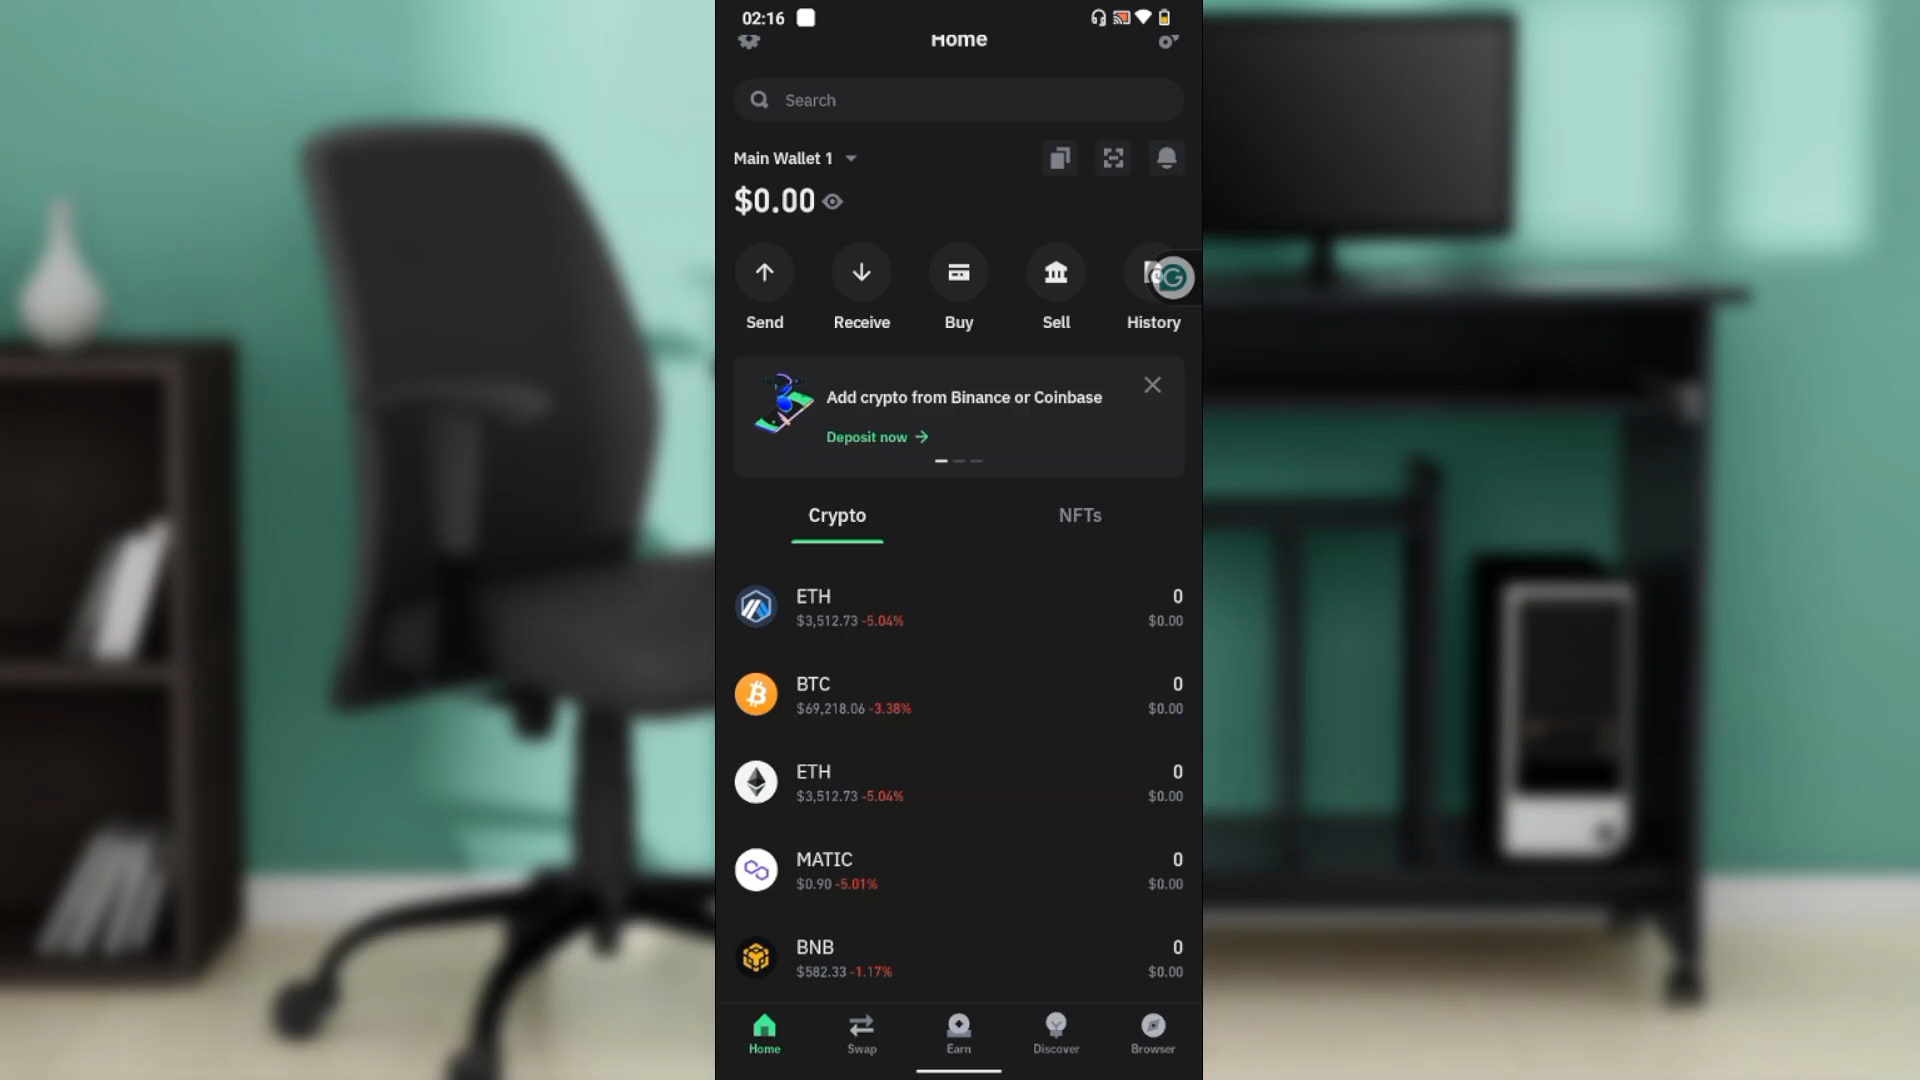 02:16
Home
Search
Main Wallet 1
$0.00
Send
Receive
Buy
Sell
History
Add crypto from Binance or Coinbase
Deposit now →
Crypto
NFTs
ETH 0
$3,512.73 -5.04% $0.00
BTC 0
$69,218.06 -3.38% $0.00
ETH 0
$3,512.73 -5.04% $0.00
MATIC 0
$0.90 -5.01% $0.00
BNB 0
$582.33 -1.17% $0.00
Home
Swap
Earn
Discover
Browser